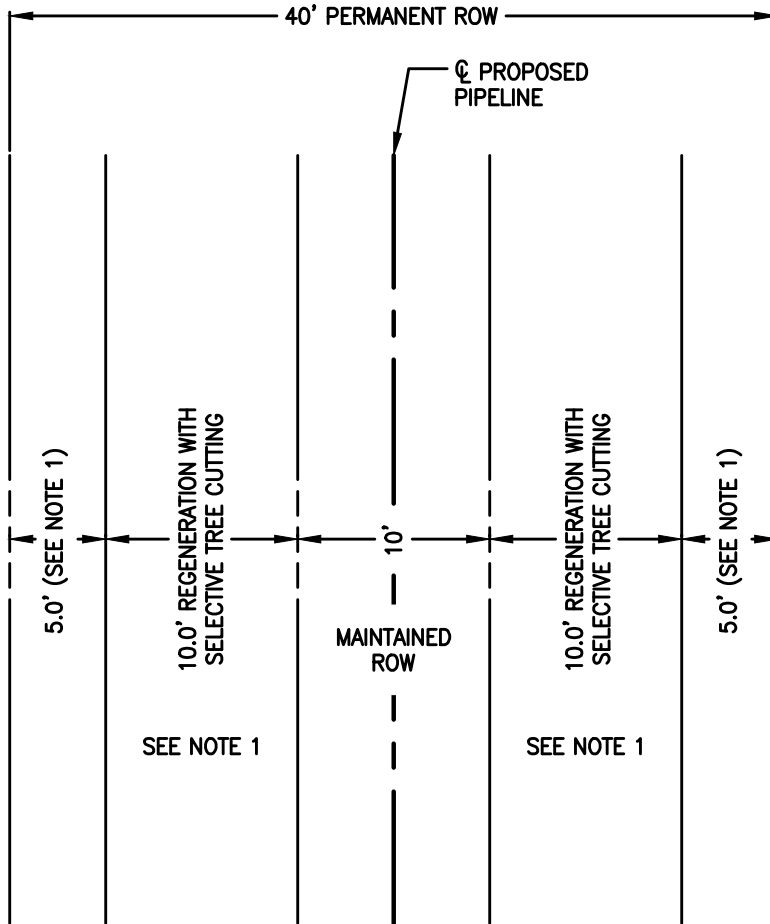 40' PERMANENT ROW
℄ PROPOSED
PIPELINE
5.0' (SEE NOTE 1)
10.0' REGENERATION WITH
SELECTIVE TREE CUTTING
10'
10.0' REGENERATION WITH
SELECTIVE TREE CUTTING
5.0' (SEE NOTE 1)
MAINTAINED
ROW
SEE NOTE 1
SEE NOTE 1